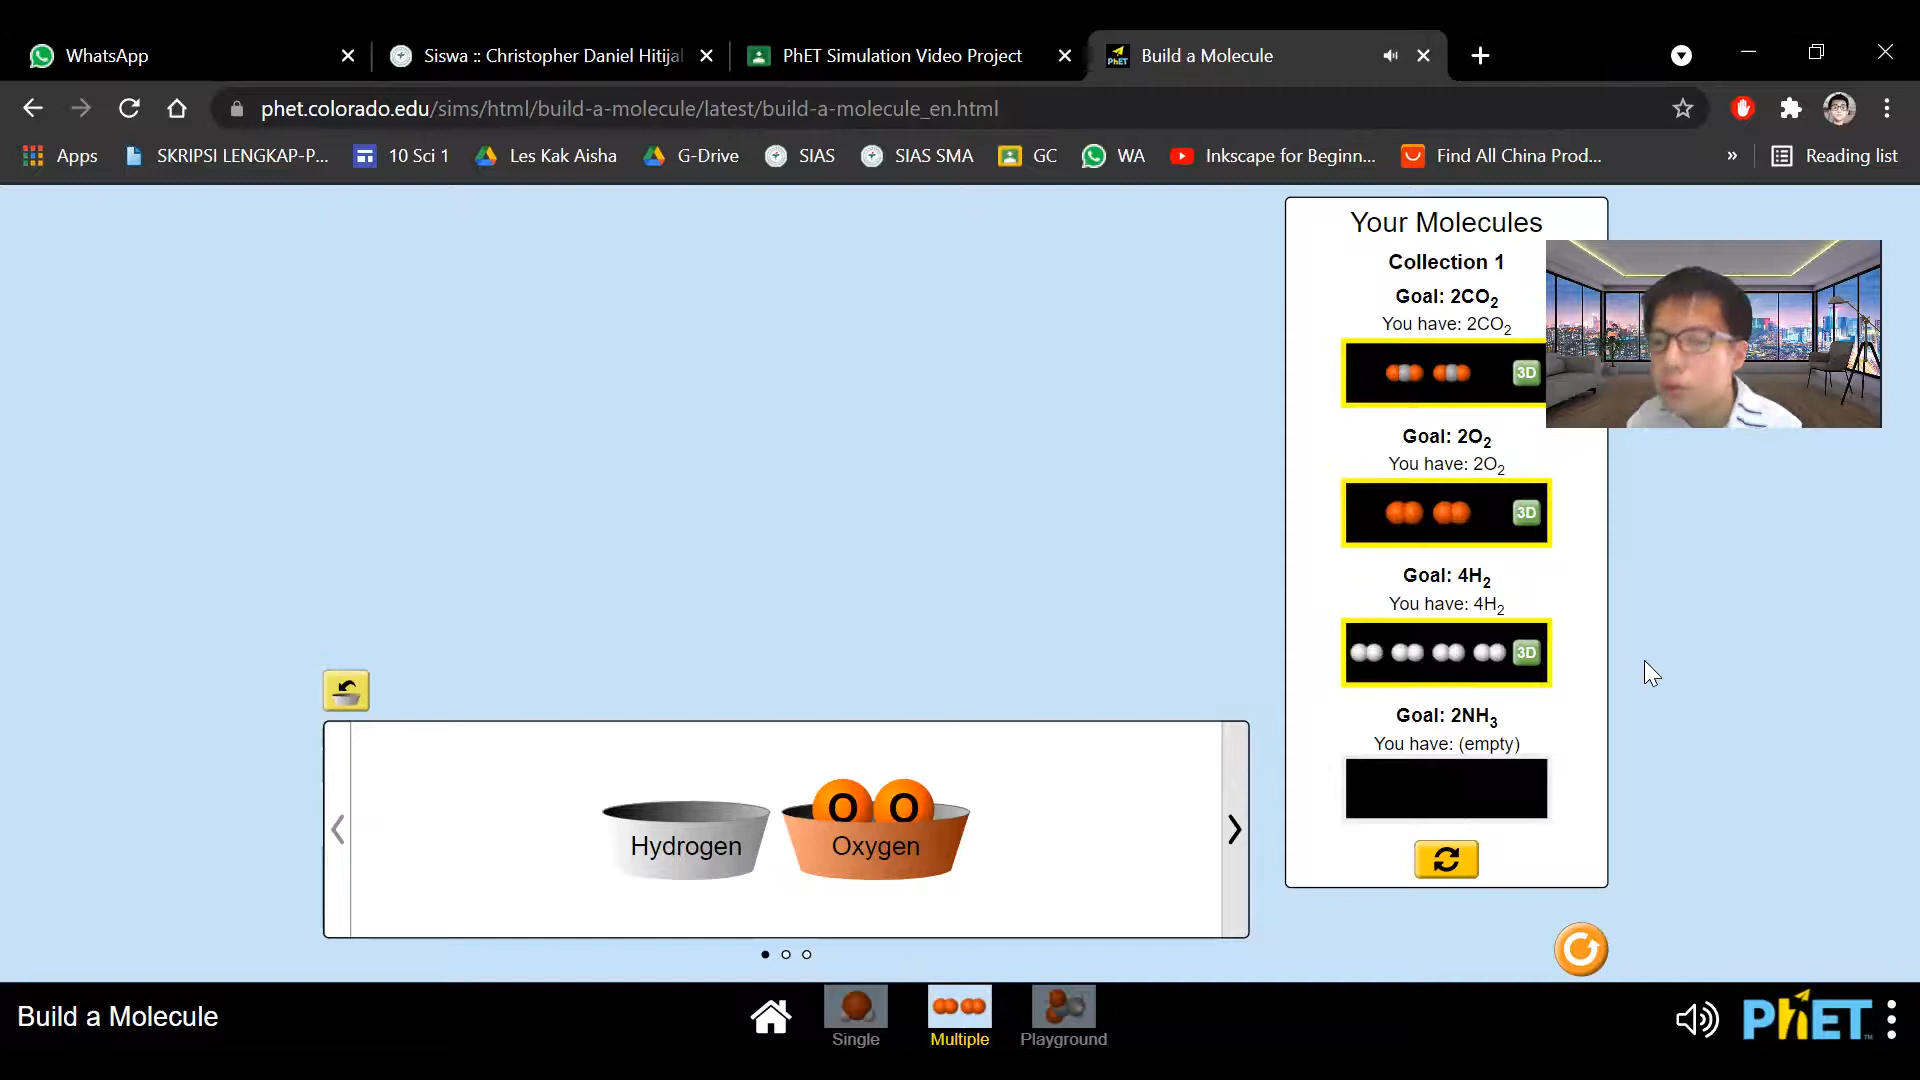 WhatsApp
Siswa :: Christopher Daniel Hitijal
PhET Simulation Video Project
Build a Molecule
phet.colorado.edu/sims/html/build-a-molecule/latest/build-a-molecule_en.html
Apps
SKRIPSI LENGKAP-P...
10 Sci 1
Les Kak Aisha
G-Drive
SIAS
SIAS SMA
GC
WA
Inkscape for Beginn...
Find All China Prod...
»
Reading list
Your Molecules
Collection 1
Goal: 2CO₂
You have: 2CO₂
3D
Goal: 2O₂
You have: 2O₂
3D
Goal: 4H₂
You have: 4H₂
3D
Goal: 2NH₃
You have: (empty)
O O
Hydrogen
Oxygen
Build a Molecule
Single
Multiple
Playground
PhET